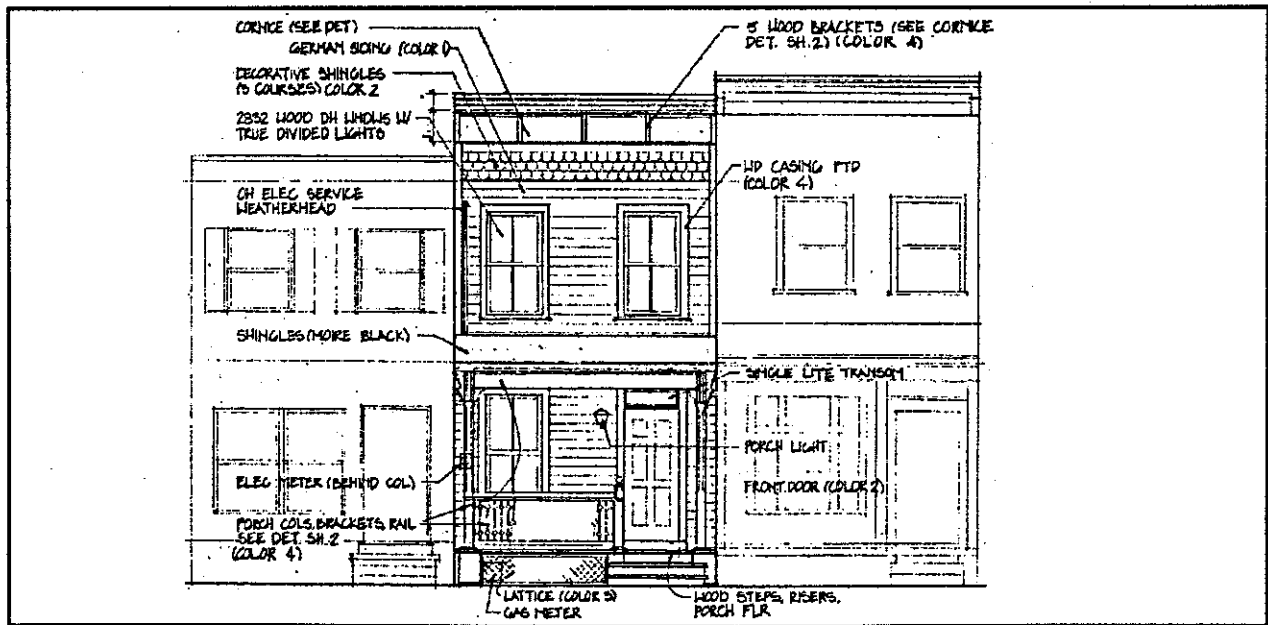 CORNICE (SEE DET)
GERMAN SIDING (COLOR 1)
DECORATIVE SHINGLES
(5 COURSES) COLOR 2
2832 WOOD DH WNDWS W/
TRUE DIVIDED LIGHTS
OH ELEC SERVICE
WEATHERHEAD
SHINGLES (MOIRE BLACK)
ELEC METER (BEHIND COL)
PORCH COLS, BRACKETS, RAIL
SEE DET. SH. 2
(COLOR 4)
LATTICE (COLOR 3)
GAS METER
5 WOOD BRACKETS (SEE CORNICE
DET. SH. 2) (COLOR 4)
WD CASING PTD
(COLOR 4)
SINGLE LITE TRANSOM
PORCH LIGHT
FRONT DOOR (COLOR 2)
WOOD STEPS, RISERS,
PORCH FLR